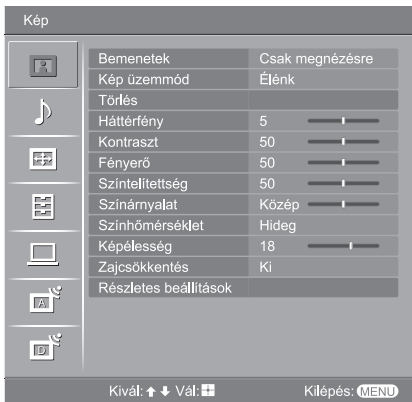 Kép
Bemenetek Csak megnézésre
Kép üzemmód Élénk
Törlés
Háttérfény 5
Kontraszt 50
Fényerő 50
Színtelítettség 50
Színárnyalat Közép
Színhőmérséklet Hideg
Képélesség 18
Zajcsökkentés Ki
Részletes beállítások
A
D
Kivál: Vál: Kilépés: MENU